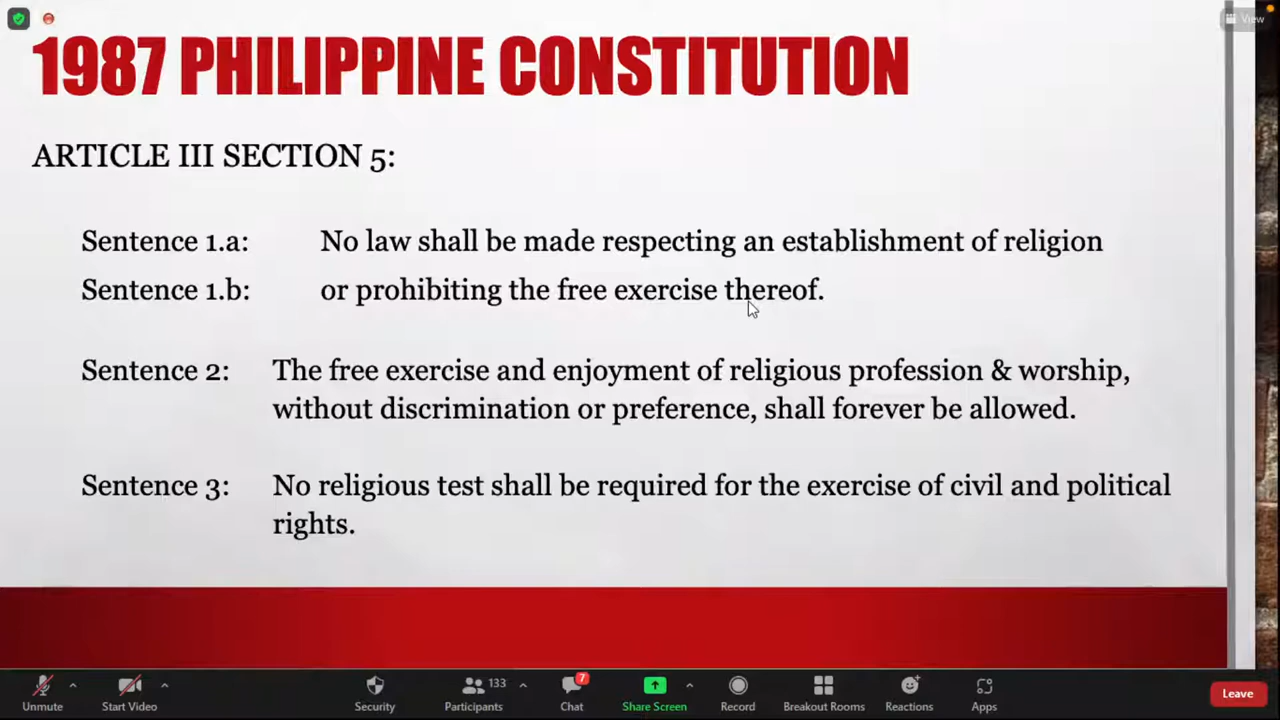 View
1987 PHILIPPINE CONSTITUTION
ARTICLE III SECTION 5:
Sentence 1.a: No law shall be made respecting an establishment of religion
Sentence 1.b: or prohibiting the free exercise thereof.
Sentence 2: The free exercise and enjoyment of religious profession & worship,
without discrimination or preference, shall forever be allowed.
Sentence 3: No religious test shall be required for the exercise of civil and political
rights.
133 7
Unmute Start Video Security Participants Chat Share Screen Record Breakout Rooms Reactions Apps Leave